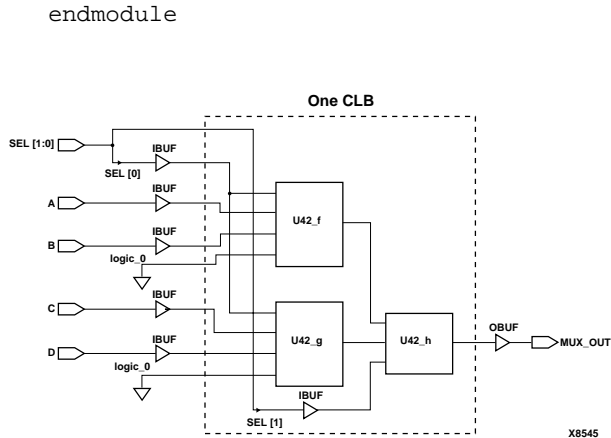 endmodule
One CLB
SEL [1:0]
IBUF
SEL [0]
IBUF
A
U42_f
IBUF
B
logic_0
IBUF
C
OBUF
IBUF
U42_g
U42_h
MUX_OUT
D
logic_0
IBUF
SEL [1]
X8545